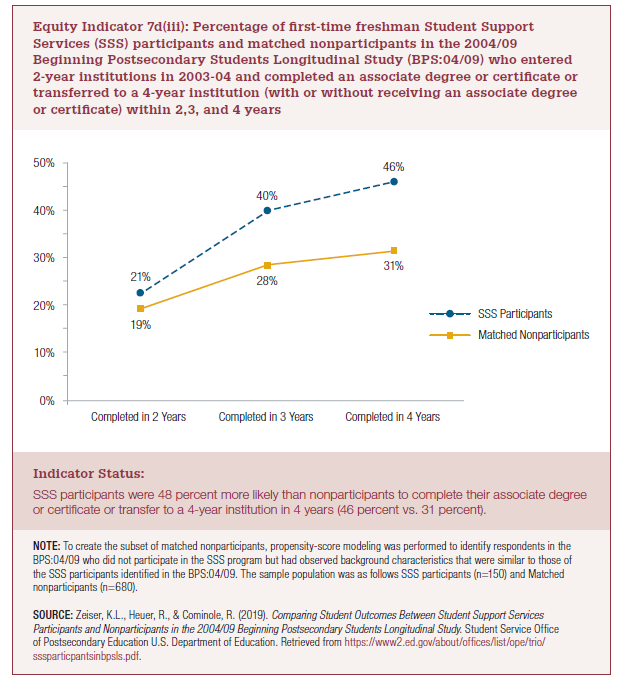 Equity Indicator 7d(iii): Percentage of first-time freshman Student Support
Services (SSS) participants and matched nonparticipants in the 2004/09
Beginning Postsecondary Students Longitudinal Study (BPS:04/09) who entered
2-year institutions in 2003-04 and completed an associate degree or certificate or
transferred to a 4-year institution (with or without receiving an associate degree
or certificate) within 2,3, and 4 years
50%
40%
30%
20%
10%
0%
21%
19%
40%
28%
46%
31%
Completed in 2 Years
Completed in 3 Years
Completed in 4 Years
SSS Participants
Matched Nonparticipants
Indicator Status:
SSS participants were 48 percent more likely than nonparticipants to complete their associate degree
or certificate or transfer to a 4-year institution in 4 years (46 percent vs. 31 percent).
NOTE: To create the subset of matched nonparticipants, propensity-score modeling was performed to identify respondents in the
BPS:04/09 who did not participate in the SSS program but had observed background characteristics that were similar to those of
the SSS participants identified in the BPS:04/09. The sample population was as follows SSS participants (n=150) and Matched
nonparticipants (n=680).
SOURCE: Zeiser, K.L., Heuer, R., & Cominole, R. (2019). Comparing Student Outcomes Between Student Support Services
Participants and Nonparticipants in the 2004/09 Beginning Postsecondary Students Longitudinal Study. Student Service Office
of Postsecondary Education U.S. Department of Education. Retrieved from https://www2.ed.gov/about/offices/list/ope/trio/
sssparticpantsinbpsls.pdf.